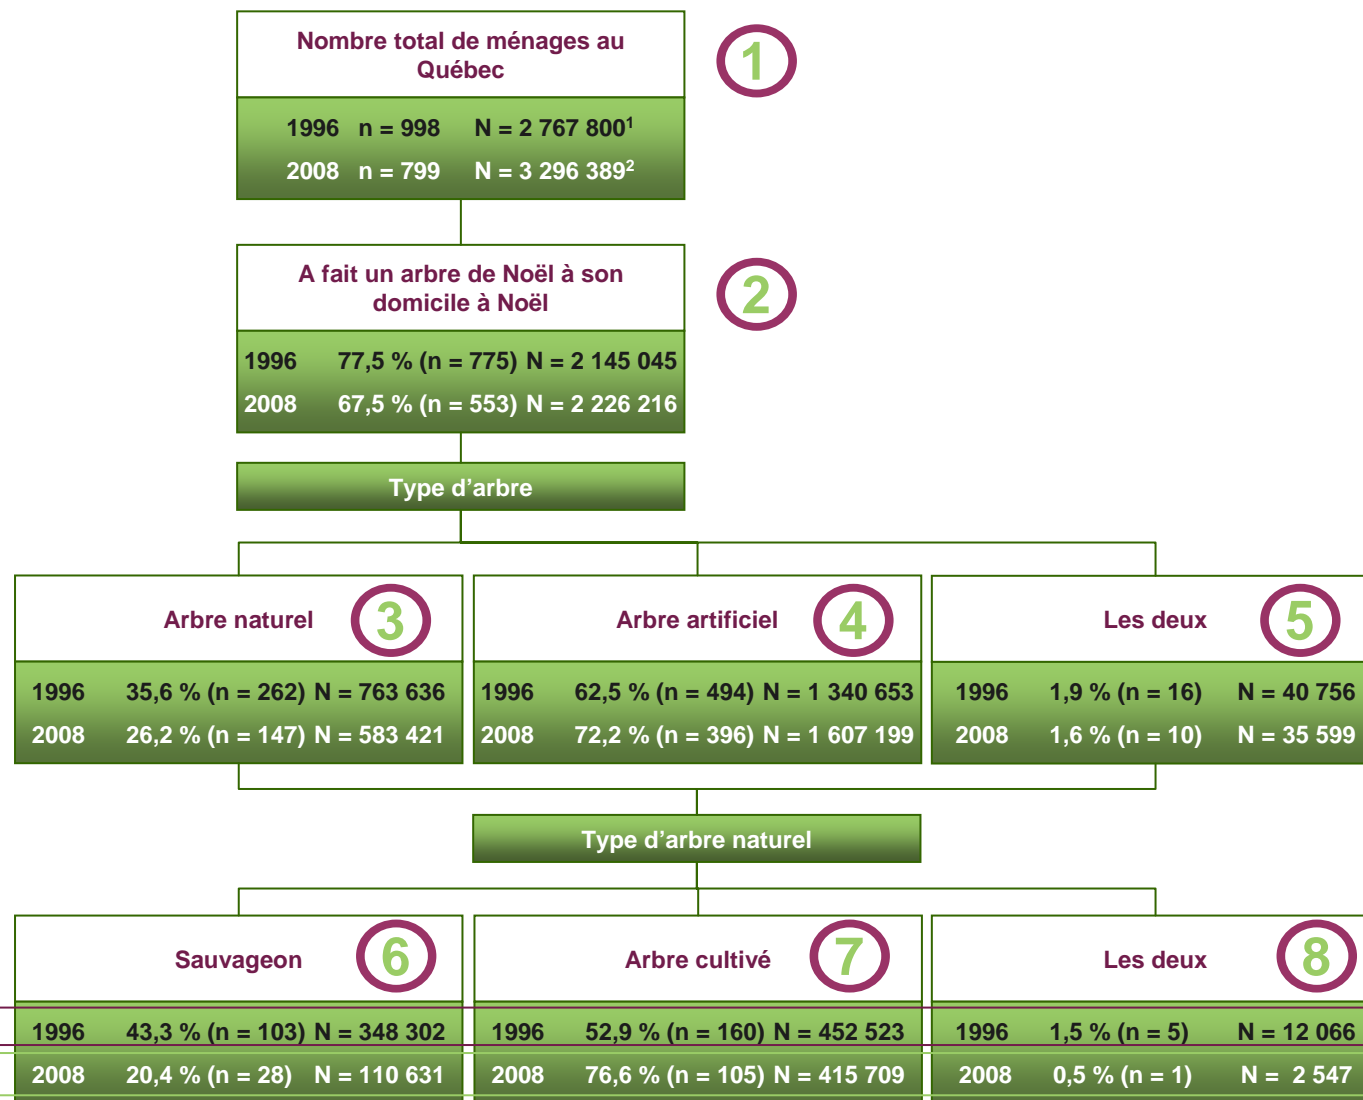 Nombre total de ménages au
Québec
1
1996 n = 998 N = 2 767 800¹
2008 n = 799 N = 3 296 389²
A fait un arbre de Noël à son
domicile à Noël
2
1996 77,5 % (n = 775) N = 2 145 045
2008 67,5 % (n = 553) N = 2 226 216
Type d’arbre
Arbre naturel
3
1996 35,6 % (n = 262) N = 763 636
2008 26,2 % (n = 147) N = 583 421
Arbre artificiel
4
1996 62,5 % (n = 494) N = 1 340 653
2008 72,2 % (n = 396) N = 1 607 199
Les deux
5
1996 1,9 % (n = 16) N = 40 756
2008 1,6 % (n = 10) N = 35 599
Type d’arbre naturel
Sauvageon
6
1996 43,3 % (n = 103) N = 348 302
2008 20,4 % (n = 28) N = 110 631
Arbre cultivé
7
1996 52,9 % (n = 160) N = 452 523
2008 76,6 % (n = 105) N = 415 709
Les deux
8
1996 1,5 % (n = 5) N = 12 066
2008 0,5 % (n = 1) N = 2 547